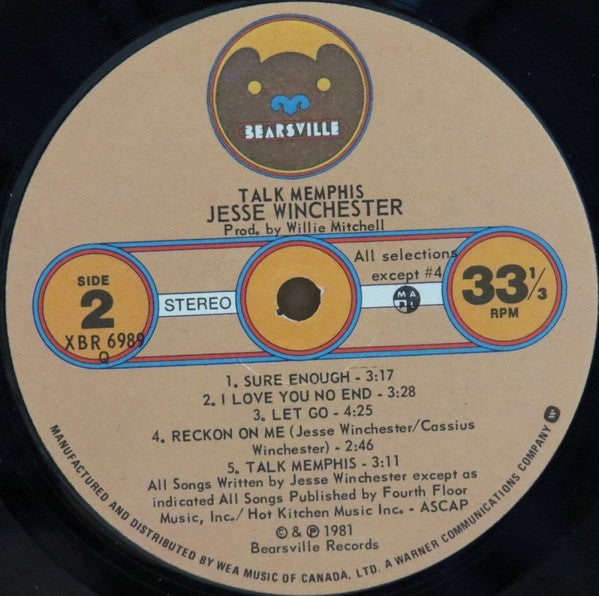 BEARSVILLE
TALK MEMPHIS
JESSE WINCHESTER
Prod. by Willie Mitchell
All selections
except #4
MAPL
SIDE
2
STEREO
33 1/3
RPM
XBR 6989
Q
1. SURE ENOUGH - 3:17
2. I LOVE YOU NO END - 3:28
3. LET GO - 4:25
4. RECKON ON ME (Jesse Winchester/Cassius
Winchester) - 2:46
5. TALK MEMPHIS - 3:11
All Songs Written by Jesse Winchester except as
indicated All Songs Published by Fourth Floor
Music, Inc./ Hot Kitchen Music Inc. - ASCAP
© & ℗ 1981
Bearsville Records
MANUFACTURED AND DISTRIBUTED BY WEA MUSIC OF CANADA, LTD. A WARNER COMMUNICATIONS COMPANY